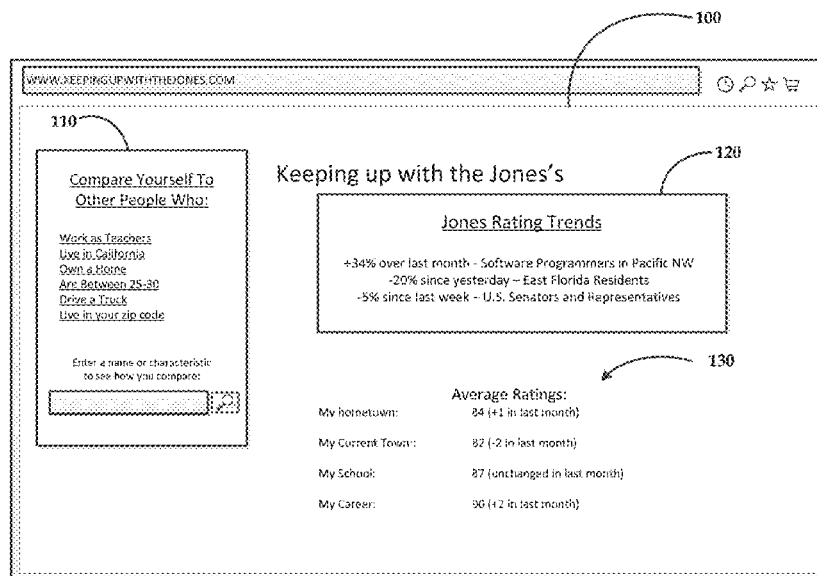 100
WWW.KEEPINGUPWITHTHEJONES.COM
110
Compare Yourself To
Other People Who:
Work as Teachers
Live in California
Own a Home
Are Between 25-30
Drive a Truck
Live in your zip code
Enter a name or characteristic
to see how you compare:
Keeping up with the Jones's
120
Jones Rating Trends
+34% over last month - Software Programmers in Pacific NW
-20% since yesterday – East Florida Residents
-5% since last week – U.S. Senators and Representatives
130
Average Ratings:
My hometown: 84 (+1 in last month)
My Current Town: 82 (-2 in last month)
My School: 87 (unchanged in last month)
My Career: (+2 in last month)